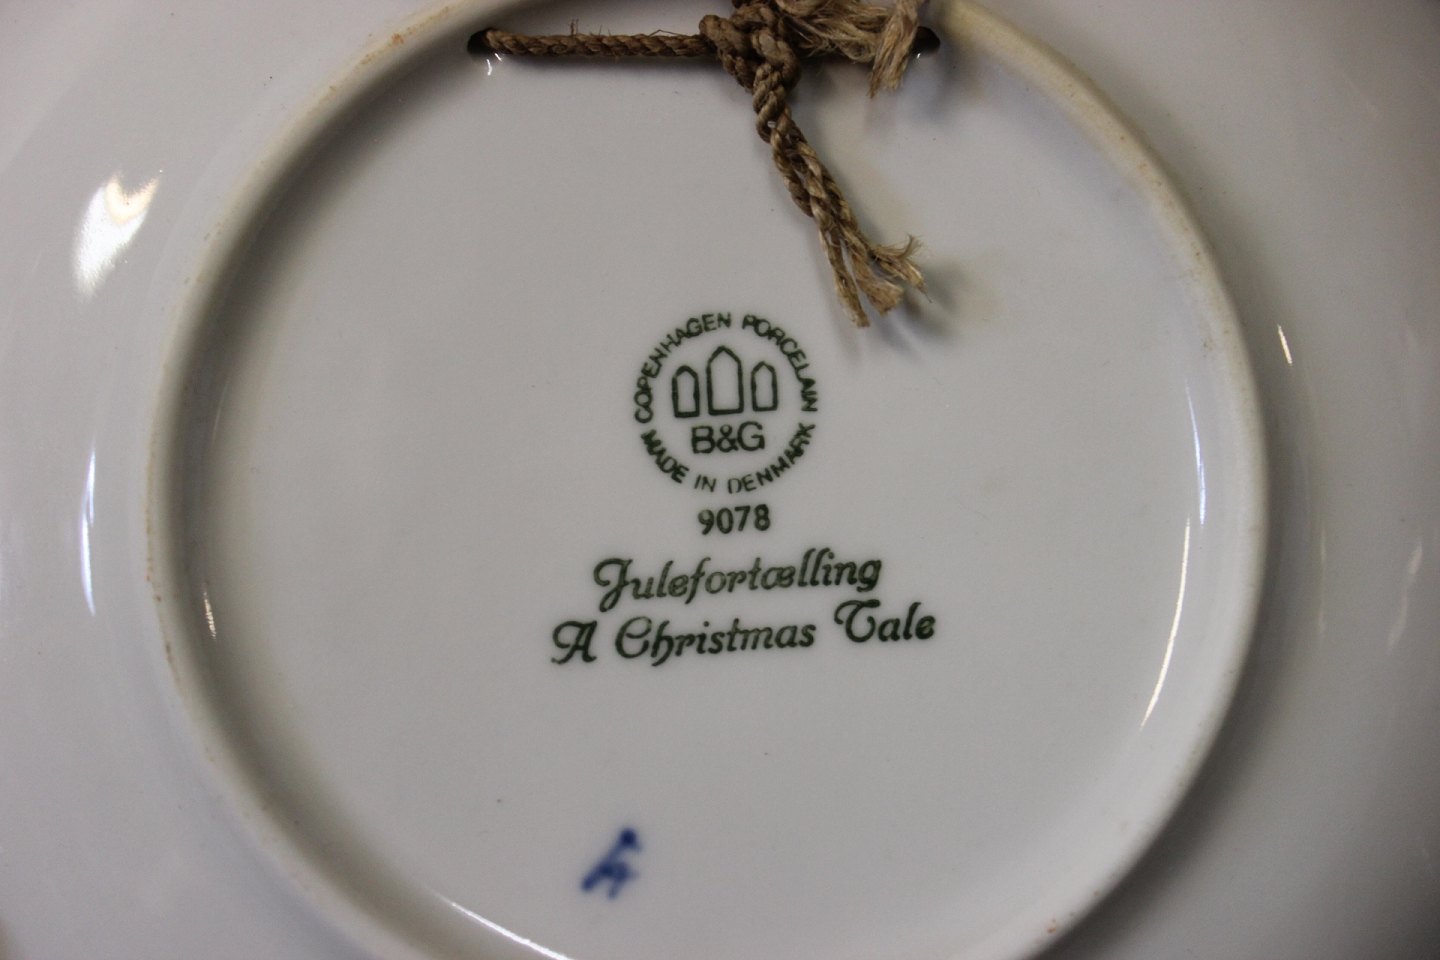 COPENHAGEN PORCELAIN
B&G
MADE IN DENMARK
9078
Julefortælling
A Christmas Tale